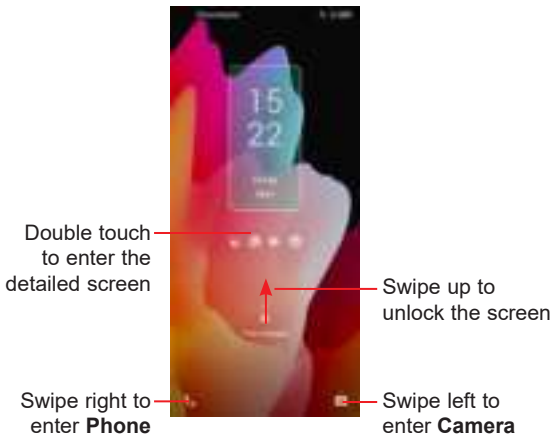 15
22
Double touch
to enter the
detailed screen
Swipe up to
unlock the screen
Swipe right to
enter Phone
Swipe left to
enter Camera